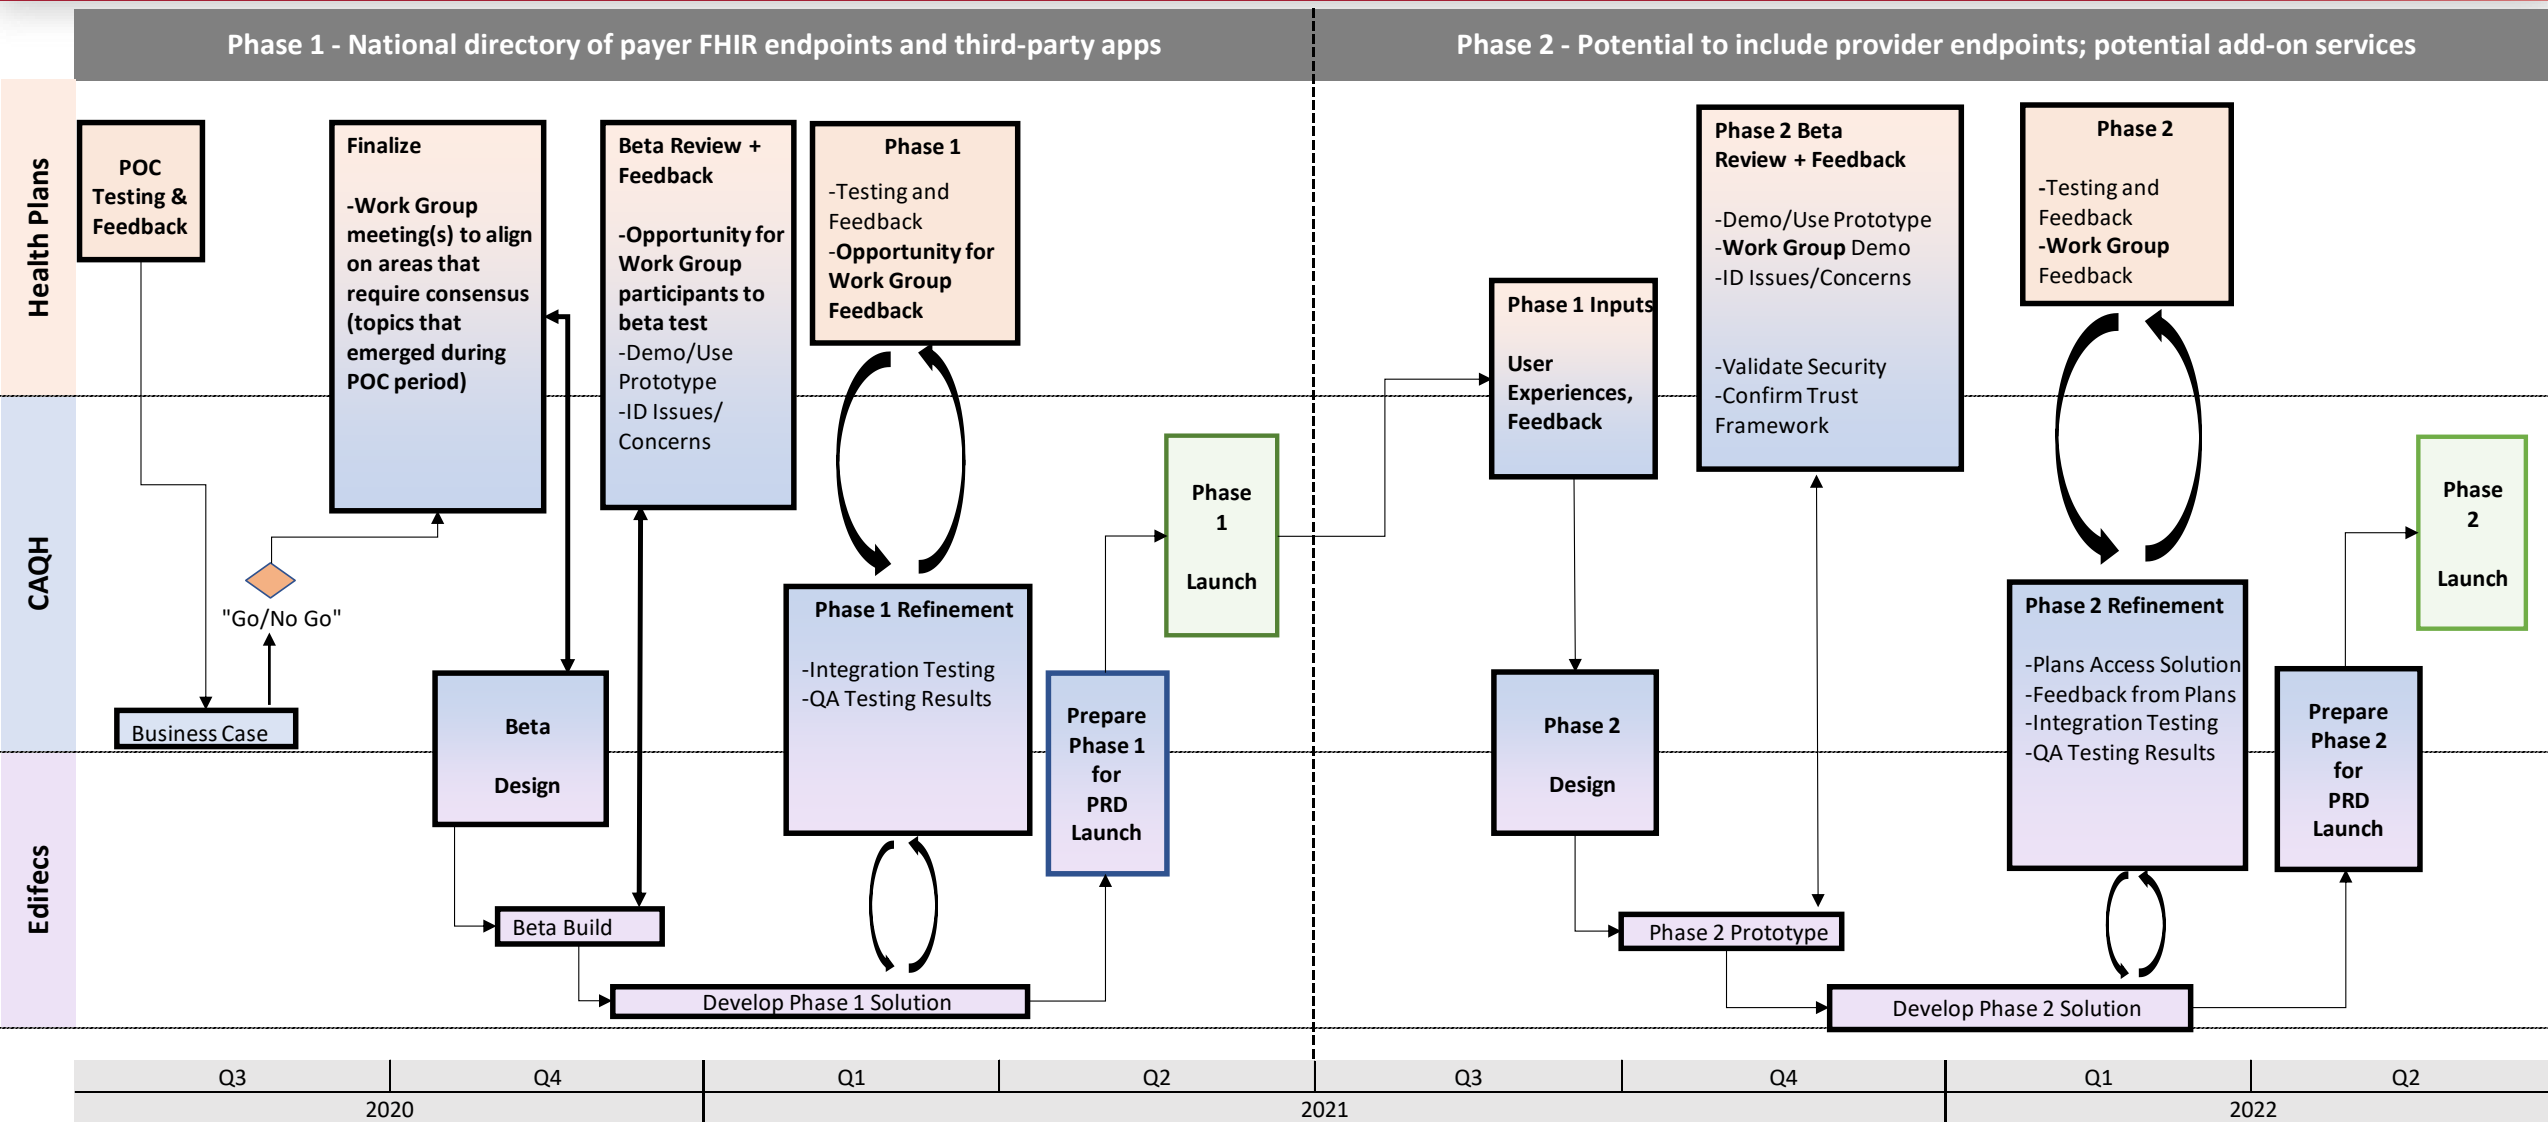 Phase 1 - National directory of payer FHIR endpoints and third-party apps
Phase 2 - Potential to include provider endpoints; potential add-on services
Health Plans
CAQH
Edifecs
POC
Testing &
Feedback
Finalize
-Work Group
meeting(s) to align
on areas that
require consensus
(topics that
emerged during
POC period)
Beta Review +
Feedback
-Opportunity for
Work Group
participants to
beta test
-Demo/Use
Prototype
-ID Issues/
Concerns
Phase 1
-Testing and
Feedback
-Opportunity for
Work Group
Feedback
"Go/No Go"
Business Case
Beta
Design
Beta Build
Phase 1 Refinement
-Integration Testing
-QA Testing Results
Develop Phase 1 Solution
Prepare
Phase 1
for
PRD
Launch
Phase
1
Launch
Phase 1 Inputs
User
Experiences,
Feedback
Phase 2 Beta
Review + Feedback
-Demo/Use Prototype
-Work Group Demo
-ID Issues/Concerns
-Validate Security
-Confirm Trust
Framework
Phase 2
-Testing and
Feedback
-Work Group
Feedback
Phase 2
Design
Phase 2 Prototype
Phase 2 Refinement
-Plans Access Solution
-Feedback from Plans
-Integration Testing
-QA Testing Results
Develop Phase 2 Solution
Prepare
Phase 2
for
PRD
Launch
Phase
2
Launch
Q3
Q4
Q1
Q2
Q3
Q4
Q1
Q2
2020
2021
2022